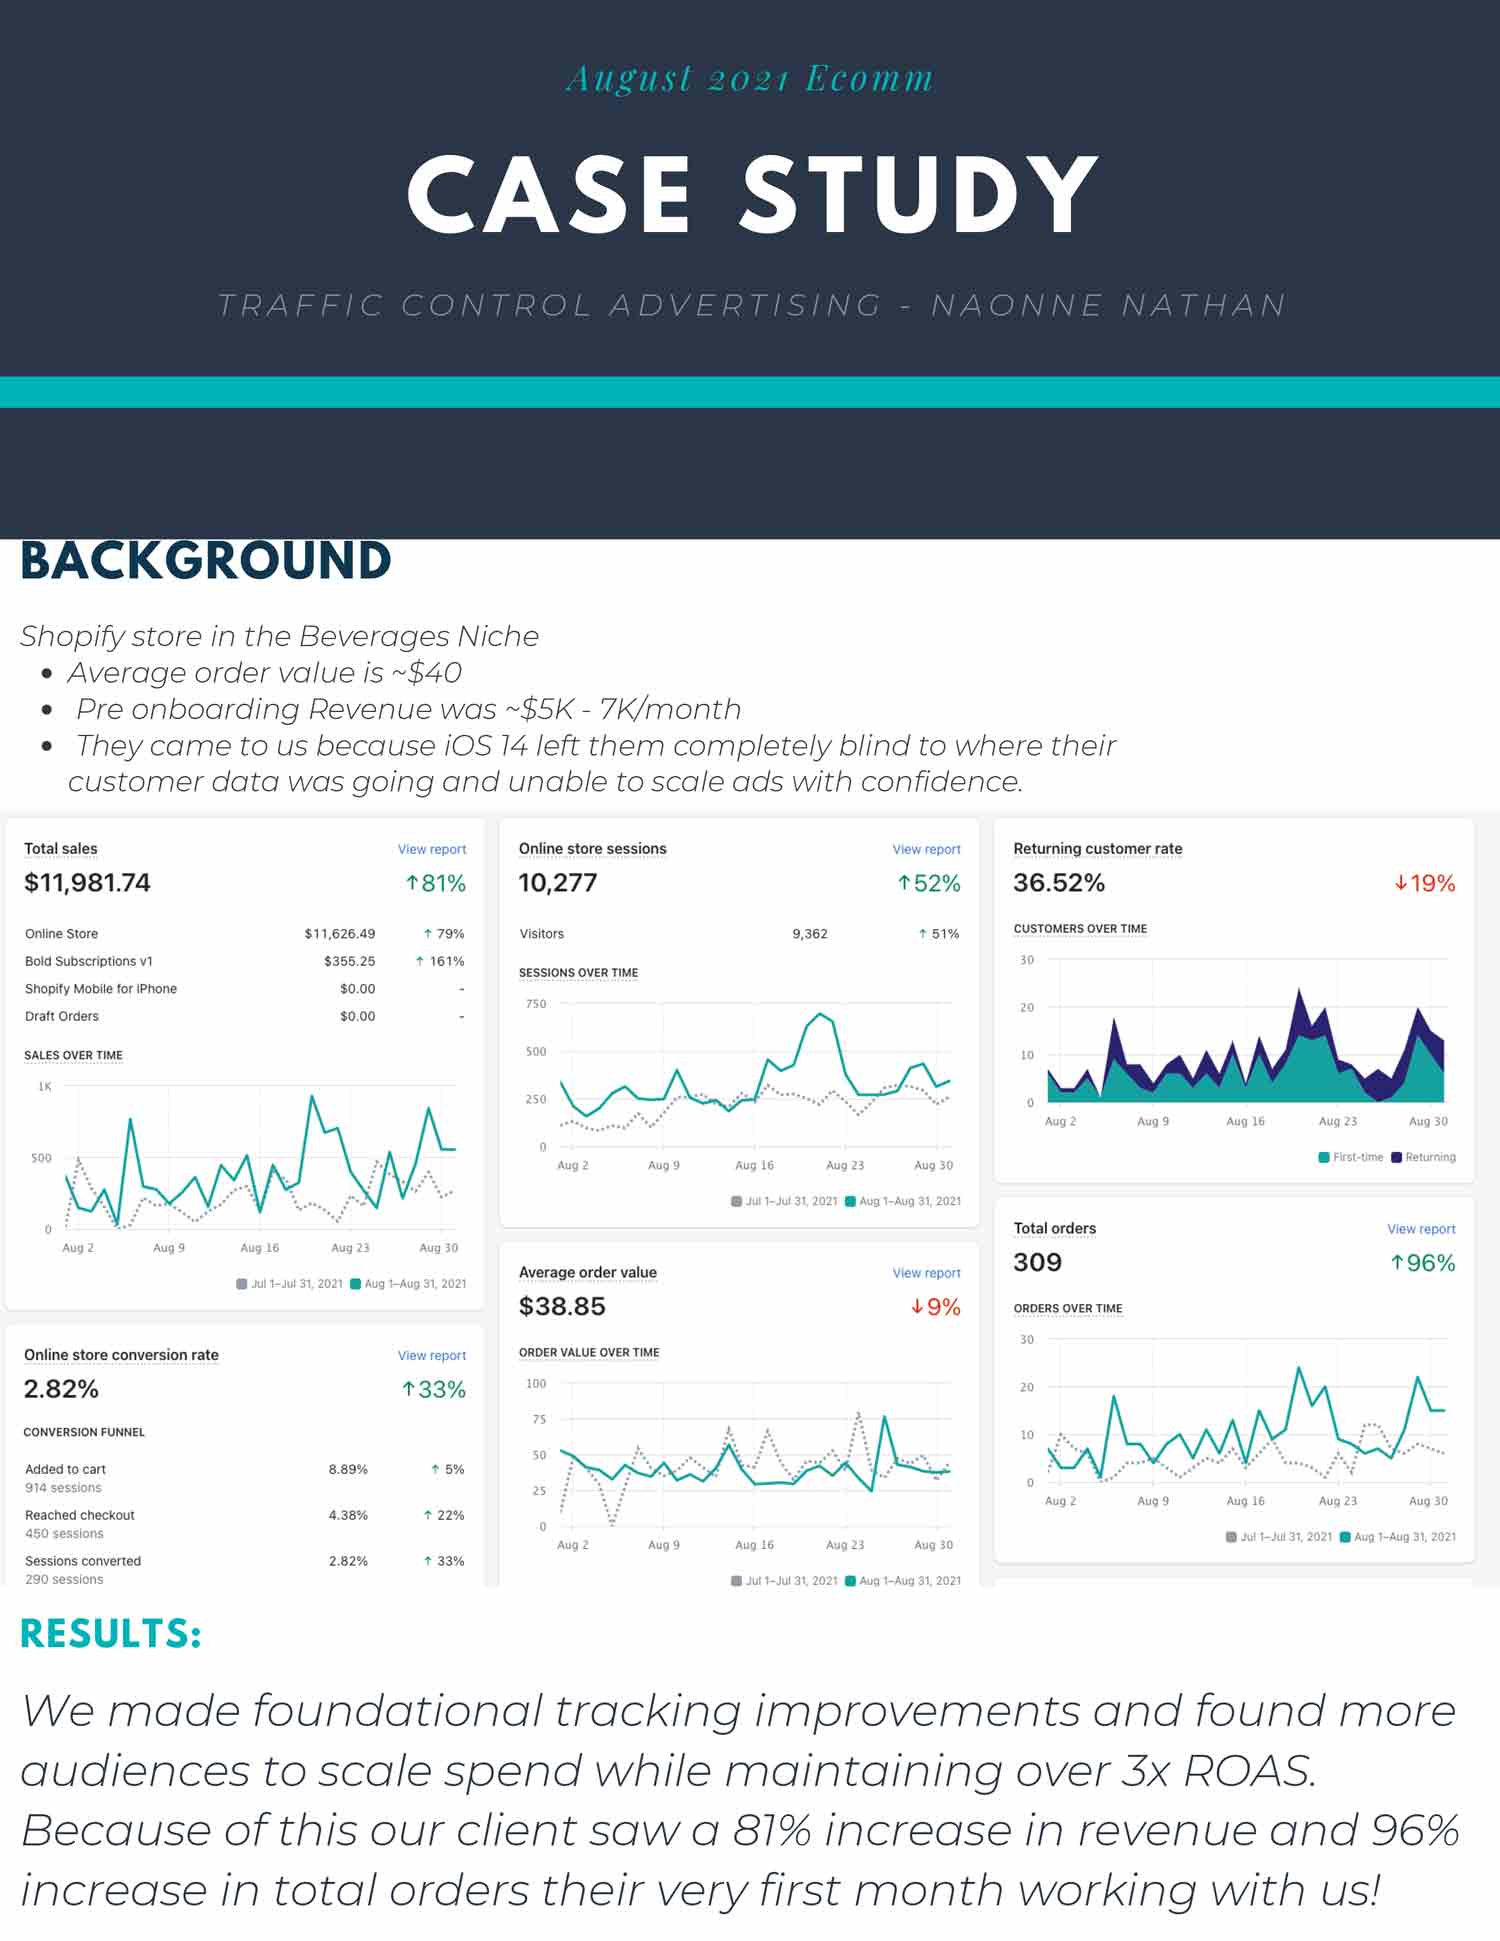 August 2021 Ecomm
CASE STUDY
TRAFFIC CONTROL ADVERTISING - NAONNE NATHAN
BACKGROUND
Shopify store in the Beverages Niche
• Average order value is ~$40
• Pre onboarding Revenue was ~$5K - 7K/month
• They came to us because iOS 14 left them completely blind to where their
customer data was going and unable to scale ads with confidence.
Total sales View report
$11,981.74 ↑81%
Online Store $11,626.49 ↑ 79%
Bold Subscriptions v1 $355.25 ↑ 161%
Shopify Mobile for iPhone $0.00 -
Draft Orders $0.00 -
SALES OVER TIME
1K
500
0
Aug 2 Aug 9 Aug 16 Aug 23 Aug 30
Jul 1–Jul 31, 2021 Aug 1–Aug 31, 2021
Online store conversion rate View report
2.82% ↑33%
CONVERSION FUNNEL
Added to cart 8.89% ↑ 5%
914 sessions
Reached checkout 4.38% ↑ 22%
450 sessions
Sessions converted 2.82% ↑ 33%
290 sessions
Online store sessions View report
10,277 ↑52%
Visitors 9,362 ↑ 51%
SESSIONS OVER TIME
750
500
250
0
Aug 2 Aug 9 Aug 16 Aug 23 Aug 30
Jul 1–Jul 31, 2021 Aug 1–Aug 31, 2021
Average order value View report
$38.85 ↓9%
ORDER VALUE OVER TIME
100
75
50
25
0
Aug 2 Aug 9 Aug 16 Aug 23 Aug 30
Jul 1–Jul 31, 2021 Aug 1–Aug 31, 2021
Returning customer rate
36.52% ↓19%
CUSTOMERS OVER TIME
30
20
10
0
Aug 2 Aug 9 Aug 16 Aug 23 Aug 30
First-time Returning
Total orders View report
309 ↑96%
ORDERS OVER TIME
30
20
10
0
Aug 2 Aug 9 Aug 16 Aug 23 Aug 30
Jul 1–Jul 31, 2021 Aug 1–Aug 31, 2021
RESULTS:
We made foundational tracking improvements and found more
audiences to scale spend while maintaining over 3x ROAS.
Because of this our client saw a 81% increase in revenue and 96%
increase in total orders their very first month working with us!